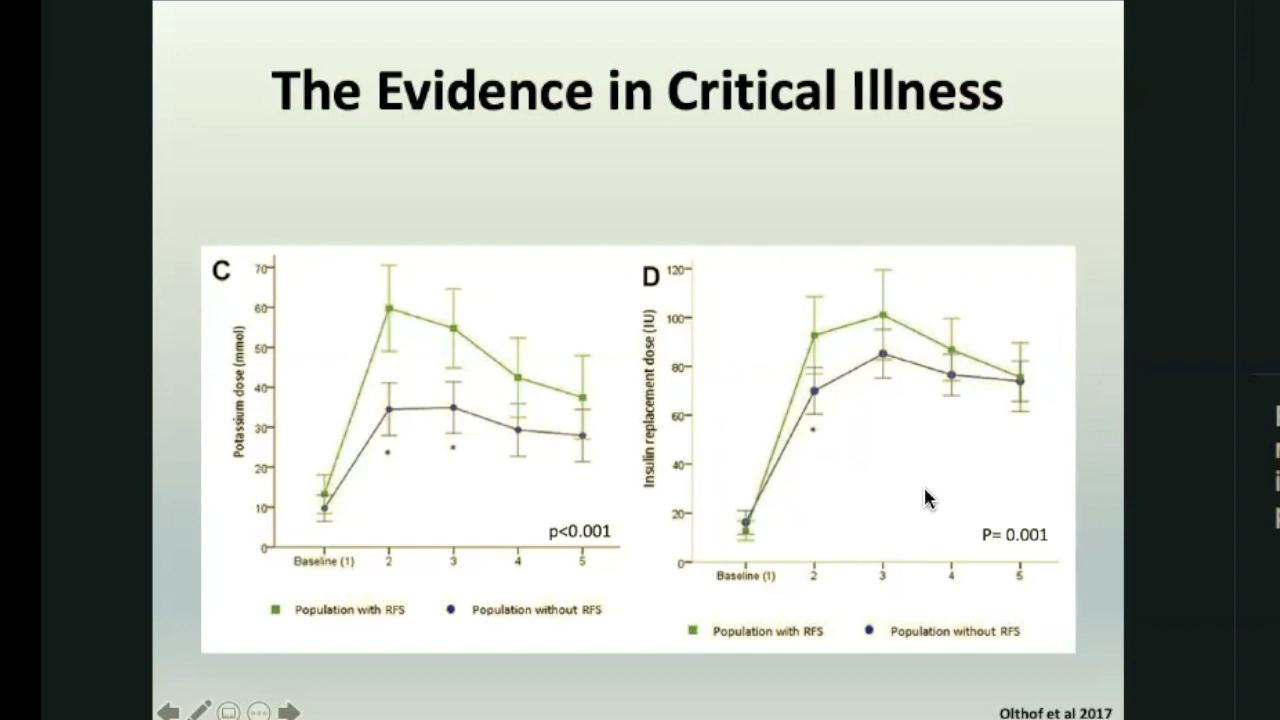 The Evidence in Critical Illness
C
Potassium dose (mmol)
70
60
50
40
30
20
10
0
*
*
p<0.001
Baseline (1) 2 3 4 5
Population with RFS Population without RFS
D
Insulin replacement dose (IU)
120
100
80
60
40
20
0
*
P= 0.001
Baseline (1) 2 3 4 5
Population with RFS Population without RFS
Olthof et al 2017